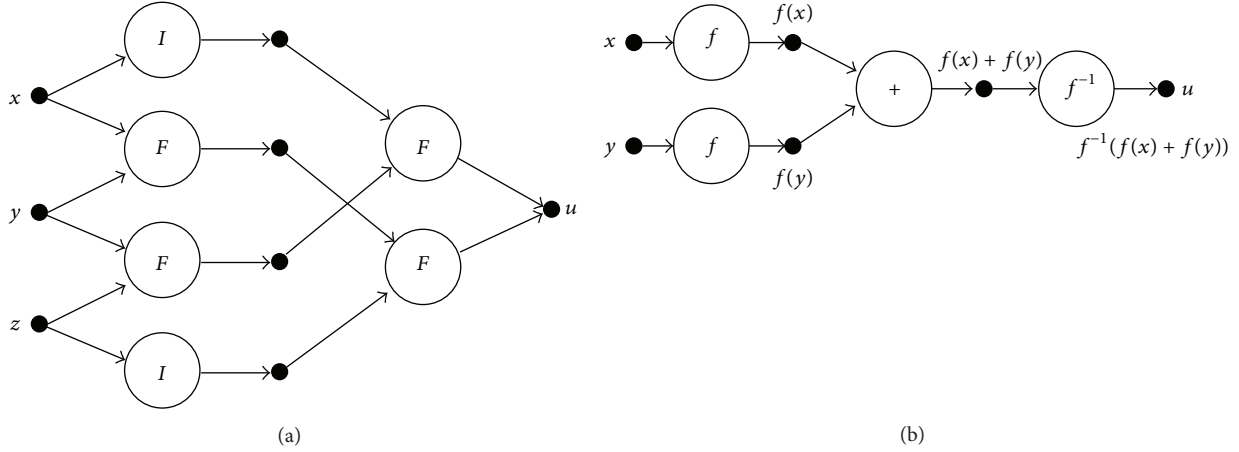 I
x
F
F
y
u
F
F
z
I
(a)
f(x)
x
f
f(x) + f(y)
+
f⁻¹
u
y
f
f⁻¹(f(x) + f(y))
f(y)
(b)